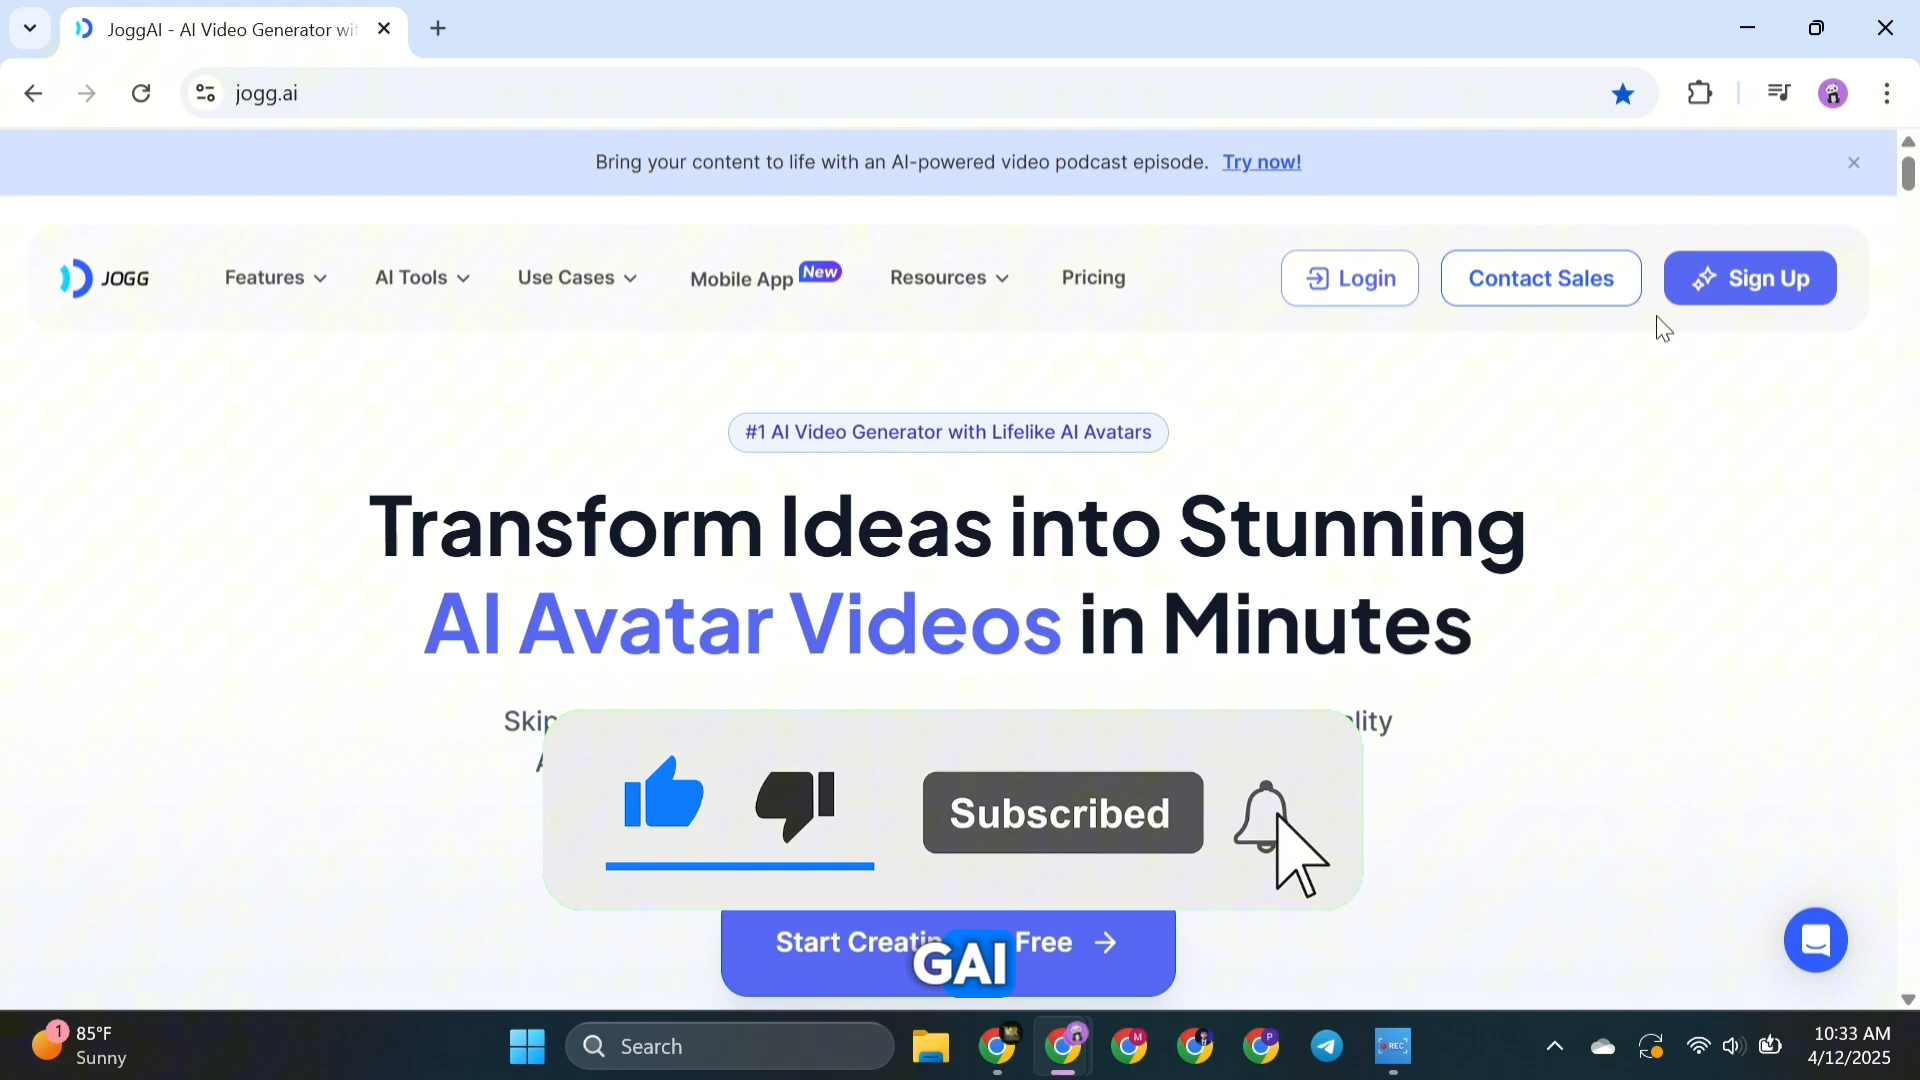 JoggAI - AI Video Generator wit
jogg.ai
Bring your content to life with an AI-powered video podcast episode. Try now!
JOGG
Features
AI Tools
Use Cases
Mobile App New
Resources
Pricing
Login
Contact Sales
Sign Up
#1 AI Video Generator with Lifelike AI Avatars
Transform Ideas into Stunning
AI Avatar Videos in Minutes
Subscribed
Start Free
GAI
1
85°F
Sunny
Search
M
P
REC
10:33 AM
4/12/2025